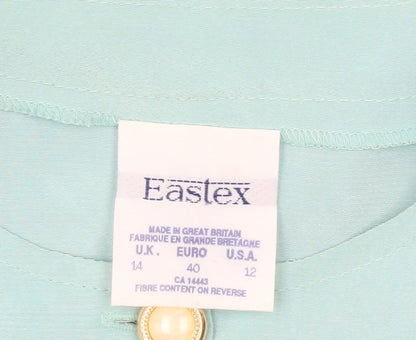 Eastex
MADE IN GREAT BRITAIN
FABRIQUE EN GRANDE BRETAGNE
U.K. EURO U.S.A.
14 40 12
CA 14443
FIBRE CONTENT ON REVERSE